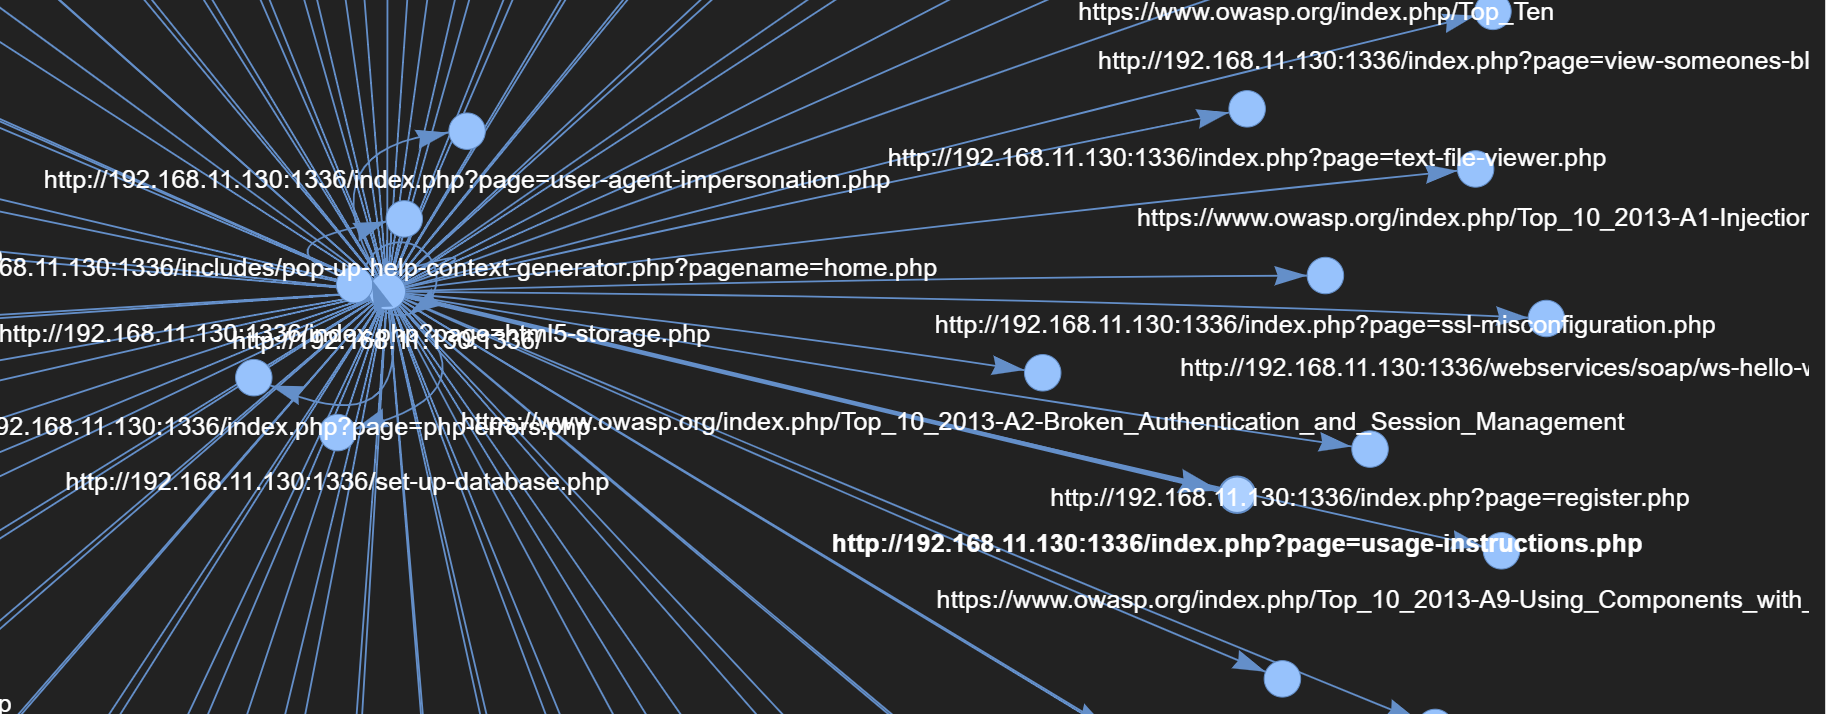 https://www.owasp.org/index.php/Top_Ten
http://192.168.11.130:1336/index.php?page=view-someones-bl
http://192.168.11.130:1336/index.php?page=text-file-viewer.php
http://192.168.11.130:1336/index.php?page=user-agent-impersonation.php
https://www.owasp.org/index.php/Top_10_2013-A1-Injection
68.11.130:1336/includes/pop-up-help-context-generator.php?pagename=home.php
http://192.168.11.130:1336/index.php?page=ssl-misconfiguration.php
http://192.168.11.130:1336/index.php?page=html5-storage.php
http://192.168.11.130:1336/
http://192.168.11.130:1336/webservices/soap/ws-hello-w
92.168.11.130:1336/index.php?page=php-errors.php
https://www.owasp.org/index.php/Top_10_2013-A2-Broken_Authentication_and_Session_Management
http://192.168.11.130:1336/set-up-database.php
http://192.168.11.130:1336/index.php?page=register.php
http://192.168.11.130:1336/index.php?page=usage-instructions.php
https://www.owasp.org/index.php/Top_10_2013-A9-Using_Components_with_
p